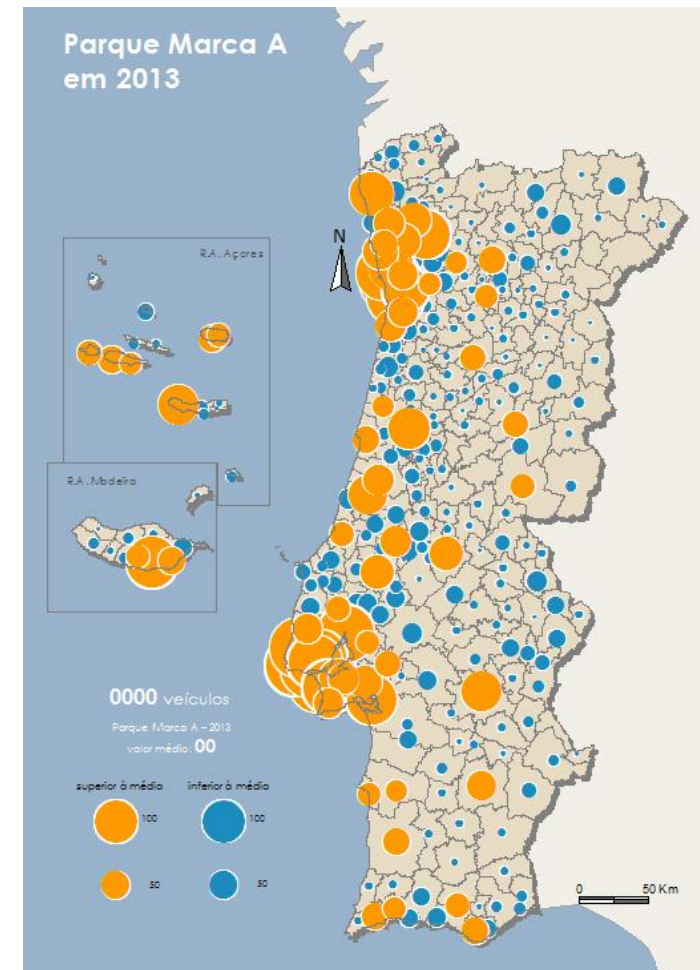 Parque Marca A
em 2013
N
R.A. Açores
R.A. Madeira
0000 veículos
Parque Marca A – 2013
valor médio: 00
superior à média
inferior à média
100
100
50
50
0
50 Km